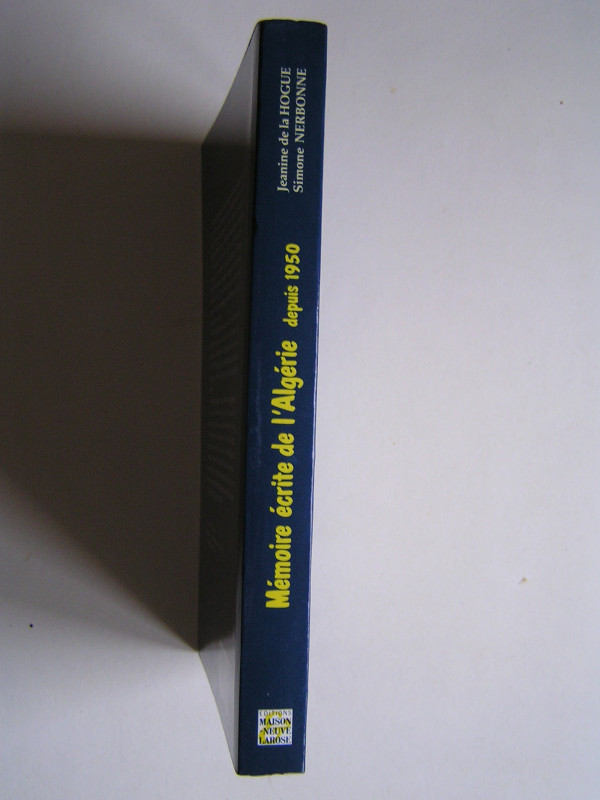 Jeanine de la HOGUE
Simone NERBONNE
Mémoire écrite de l'Algérie depuis 1950
EDITIONS
MAISON
NEUVE
LAROSE